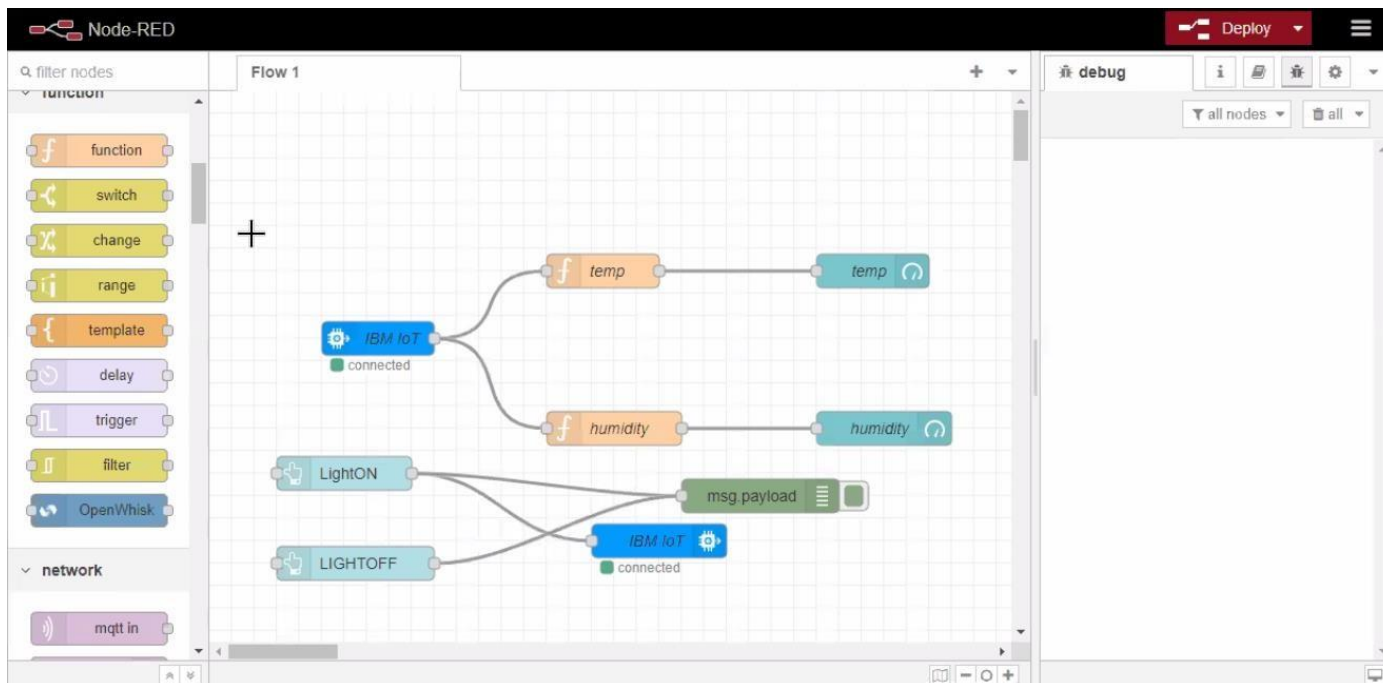 Node-RED
Deploy
filter nodes
Flow 1
debug
i
all nodes
all
function
function
switch
change
range
template
delay
trigger
filter
OpenWhisk
network
mqtt in
temp
temp
IBM IoT
connected
humidity
humidity
LightON
msg.payload
IBM IoT
connected
LIGHTOFF